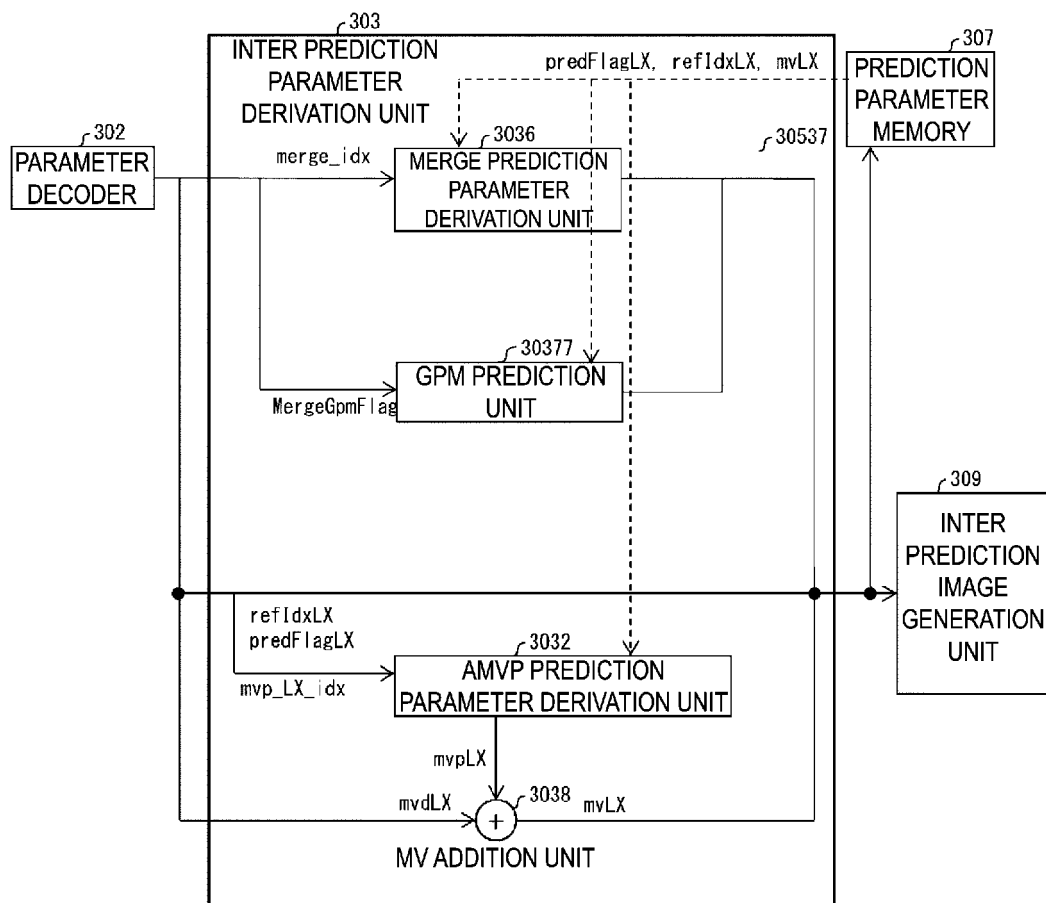 303
INTER PREDICTION
PARAMETER
DERIVATION UNIT
predFlagLX, refIdxLX, mvLX
307
PREDICTION
PARAMETER
MEMORY
302
PARAMETER
DECODER
merge_idx
3036
MERGE PREDICTION
PARAMETER
DERIVATION UNIT
30537
30377
GPM PREDICTION
UNIT
MergeGpmFlag
309
INTER
PREDICTION
IMAGE
GENERATION
UNIT
refIdxLX
predFlagLX
mvp_LX_idx
3032
AMVP PREDICTION
PARAMETER DERIVATION UNIT
mvpLX
mvdLX
3038
+
mvLX
MV ADDITION UNIT